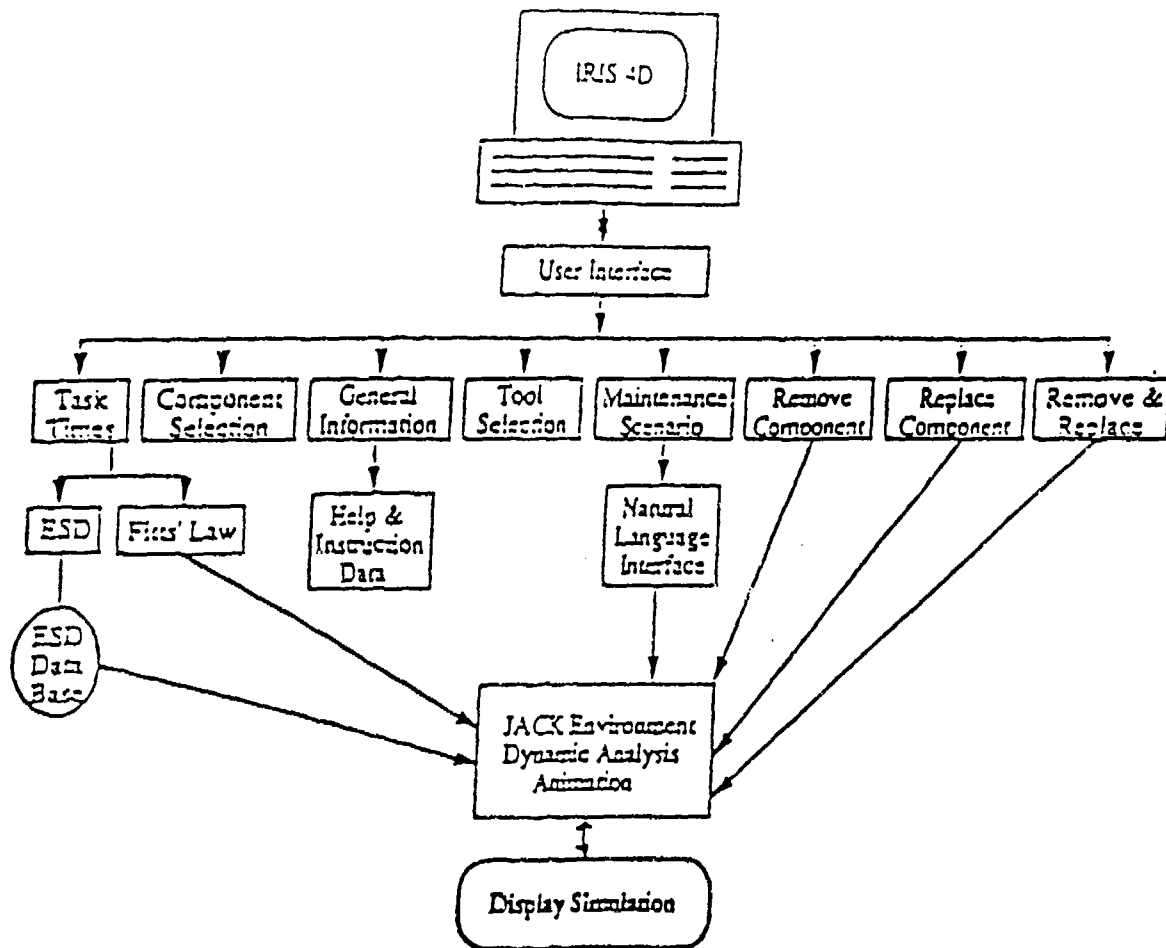 IRIS 4D
User Interface
Task
Times
Component
Selection
General
Information
Tool
Selection
Maintenance
Scenario
Remove
Component
Replace
Component
Remove &
Replace
ESD
Fitts' Law
Help &
Instruction
Data
Natural
Language
Interface
ESD
Data
Base
JACK Environment
Dynamic Analysis
Animation
Display Simulation